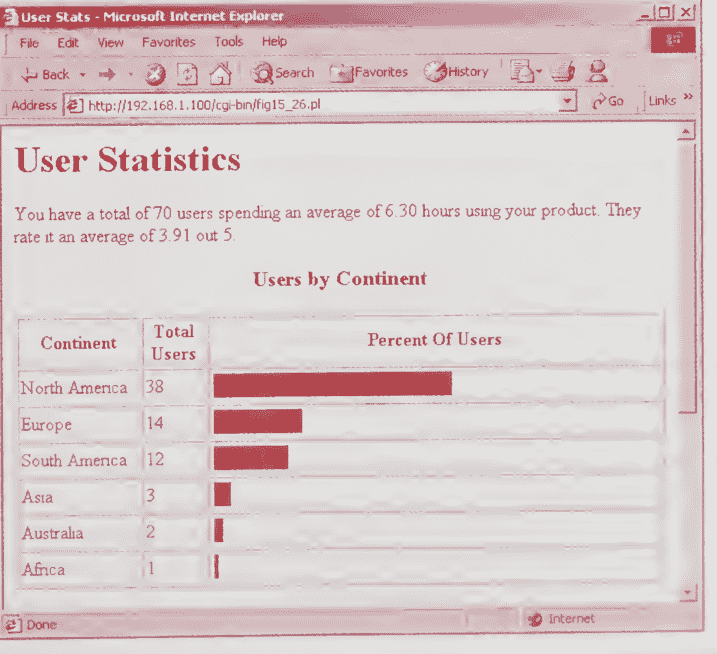 User Stats - Microsoft Internet Explorer
File Edit View Favorites Tools Help
Back Search Favorites History
Address http://192.168.1.100/cgi-bin/fig15_26.pl Go Links »
User Statistics
You have a total of 70 users spending an average of 6.30 hours using your product. They
rate it an average of 3.91 out 5.
Users by Continent
Continent Total Users Percent Of Users
North America 38
Europe 14
South America 12
Asia 3
Australia 2
Africa 1
Done Internet